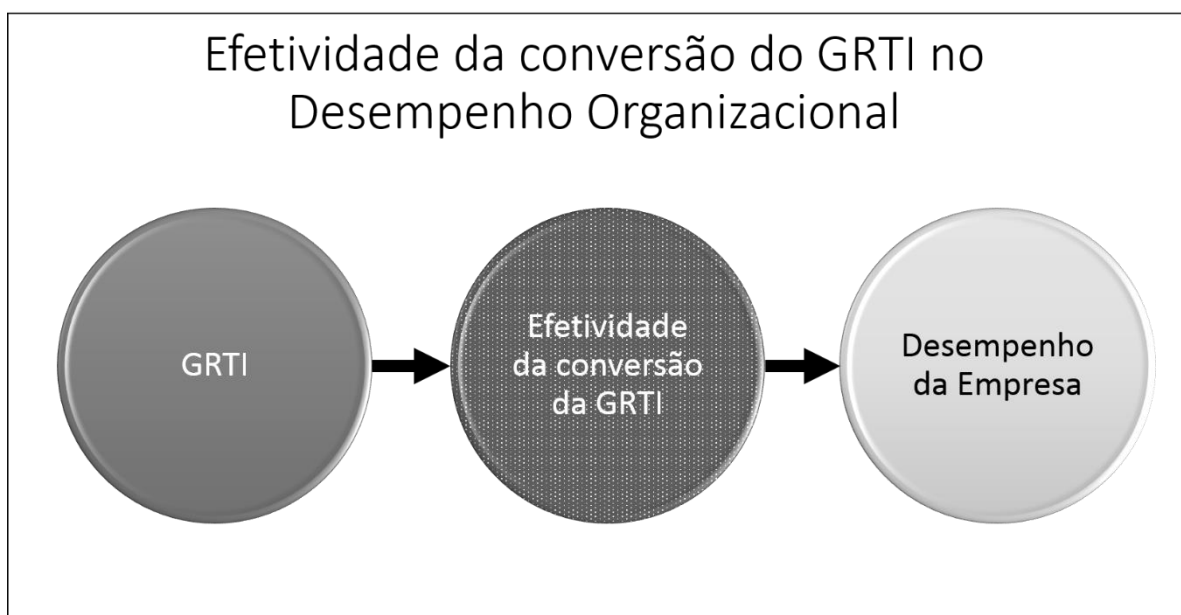 Efetividade da conversão do GRTI no
Desempenho Organizacional
GRTI
Efetividade
da conversão
da GRTI
Desempenho
da Empresa